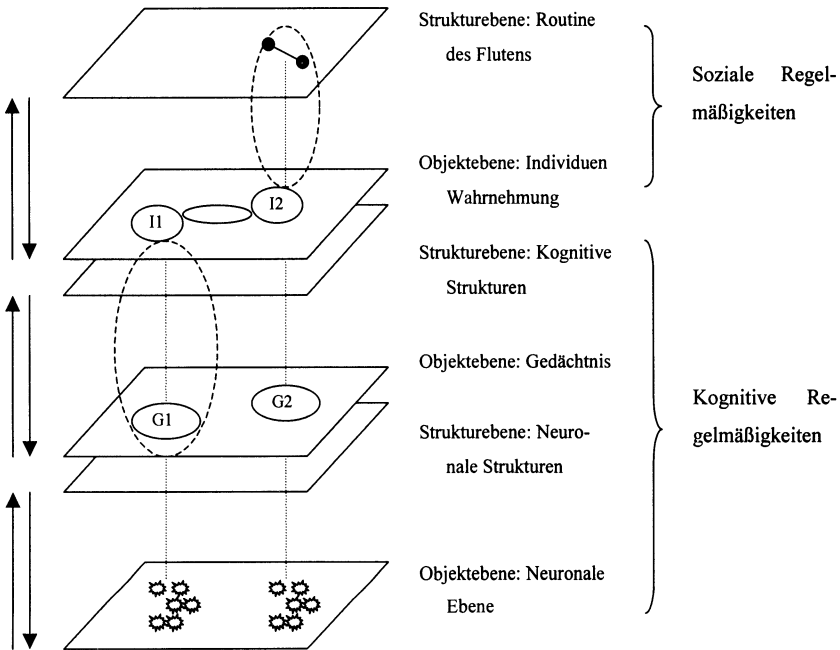 Strukturebene: Routine
des Flutens
Soziale Regel-
mäßigkeiten
Objektebene: Individuen
Wahrnehmung
I1
I2
Strukturebene: Kognitive
Strukturen
Objektebene: Gedächtnis
G1
G2
Kognitive Re-
gelmäßigkeiten
Strukturebene: Neuro-
nale Strukturen
Objektebene: Neuronale
Ebene